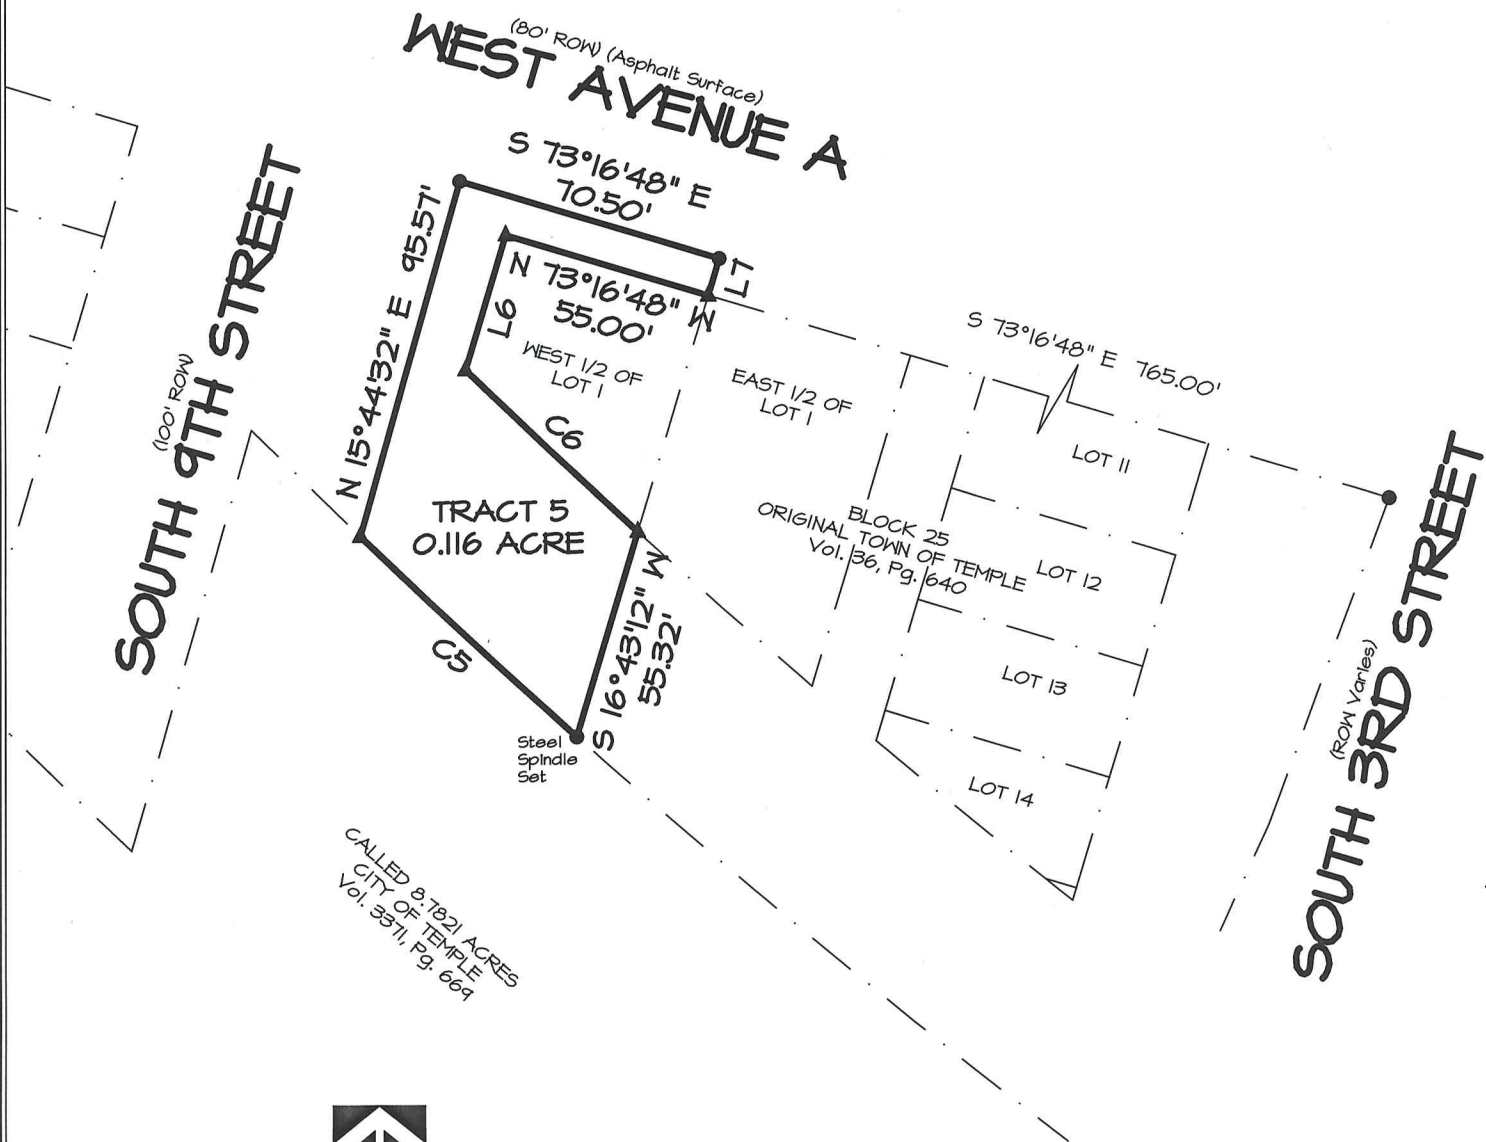 (80' ROW) (Asphalt Surface)
WEST AVENUE A
S 73°16'48" E
70.50'
N 15°44'32" E 95.57'
L7
N 73°16'48" W
55.00'
L6
WEST 1/2 OF
LOT 1
EAST 1/2 OF
LOT 1
S 73°16'48" E 765.00'
(100' ROW)
SOUTH 9TH STREET
C6
LOT 11
TRACT 5
0.116 ACRE
BLOCK 25
ORIGINAL TOWN OF TEMPLE
Vol. 36, Pg. 640
LOT 12
S 16°43'12" W
55.32'
C5
LOT 13
(ROW Varies)
SOUTH 3RD STREET
Steel
Spindle
Set
LOT 14
CALLED 8.7821 ACRES
CITY OF TEMPLE
Vol. 3371, Pg. 669